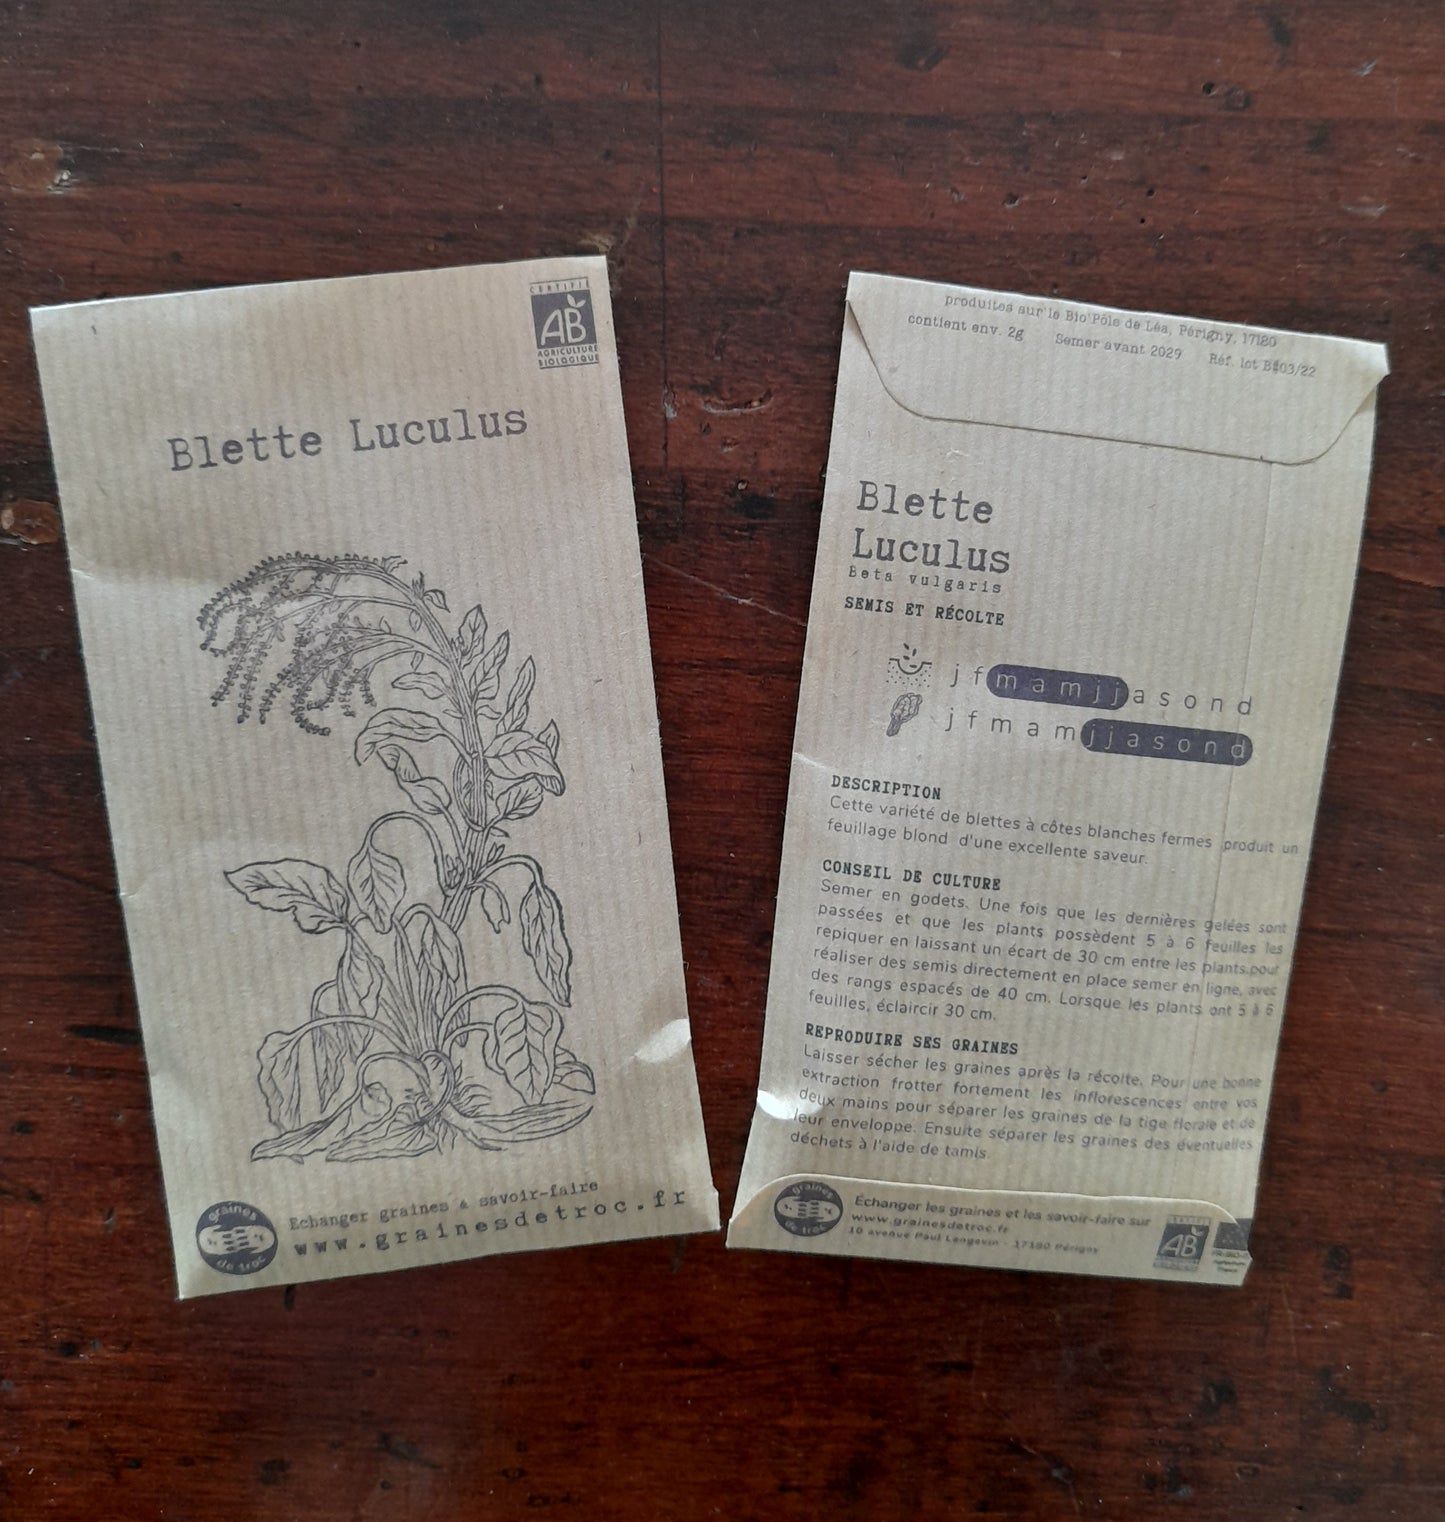 CERTIFIÉ
AB
AGRICULTURE
BIOLOGIQUE
Blette Luculus
graines
de troc
Echanger graines & savoir-faire
www.grainesdetroc.fr
produites sur le Bio'Pôle de Léa, Périgny, 17180
contient env. 2g Semer avant 2029 Réf. lot
Blette
Luculus
Beta vulgaris
SEMIS ET RÉCOLTE
j f m a m j j a s o n d
j f m a m j j a s o n d
DESCRIPTION
Cette variété de blettes à côtes blanches fermes produit un
feuillage blond d'une excellente saveur.
CONSEIL DE CULTURE
Semer en godets. Une fois que les dernières gelées sont
passées et que les plants possèdent 5 à 6 feuilles les
repiquer en laissant un écart de 30 cm entre les plants.pour
réaliser des semis directement en place semer en ligne, avec
des rangs espacés de 40 cm. Lorsque les plants ont 5 à 6
feuilles, éclaircir 30 cm.
REPRODUIRE SES GRAINES
Laisser sécher les graines après la récolte. Pour une bonne
extraction frotter fortement les inflorescences entre vos
deux mains pour séparer les graines de la tige florale et de
leur enveloppe. Ensuite séparer les graines des éventuelles
déchets à l'aide de tamis.
graines
de troc
Échanger les graines et les savoir-faire sur
www.grainesdetroc.fr
10 avenue Paul Langevin - 17180 Périgny
AB